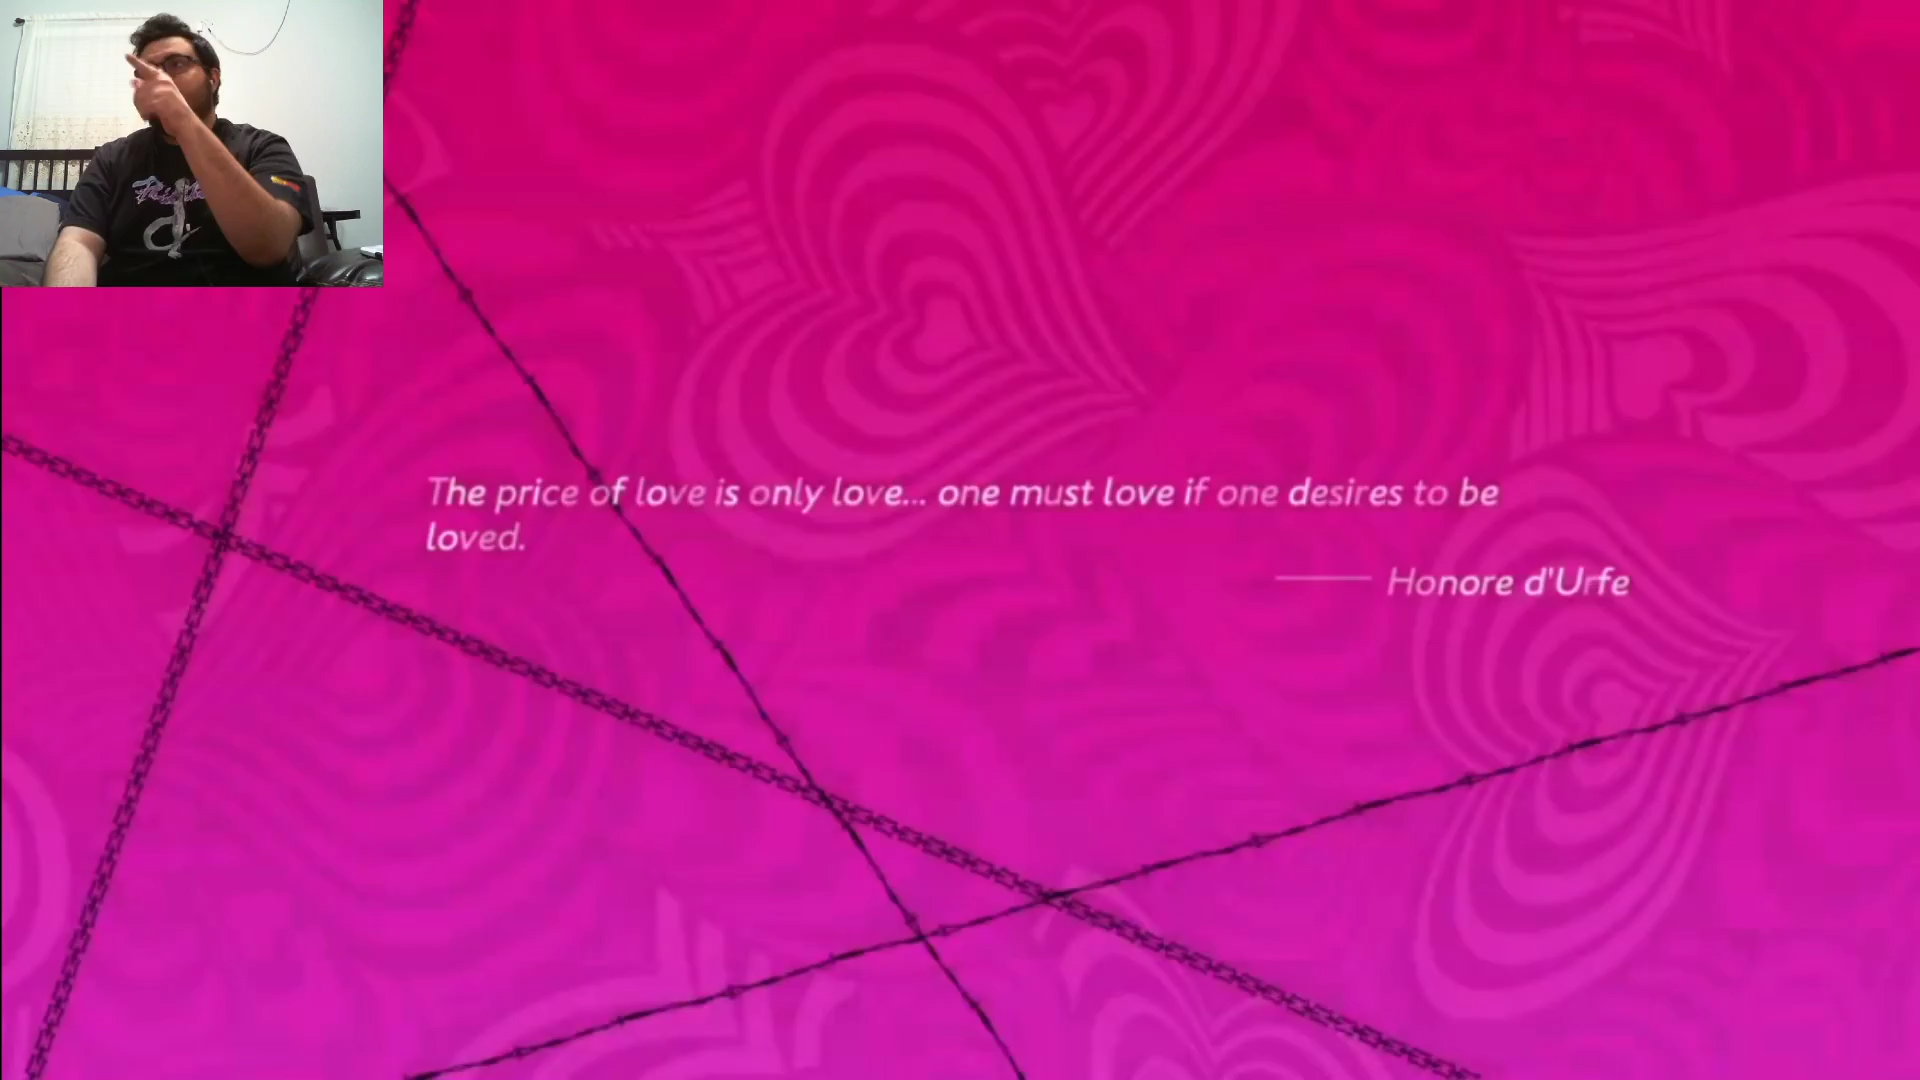 The price of love is only love... one must love if one desires to be
loved.
Honore d'Urfe